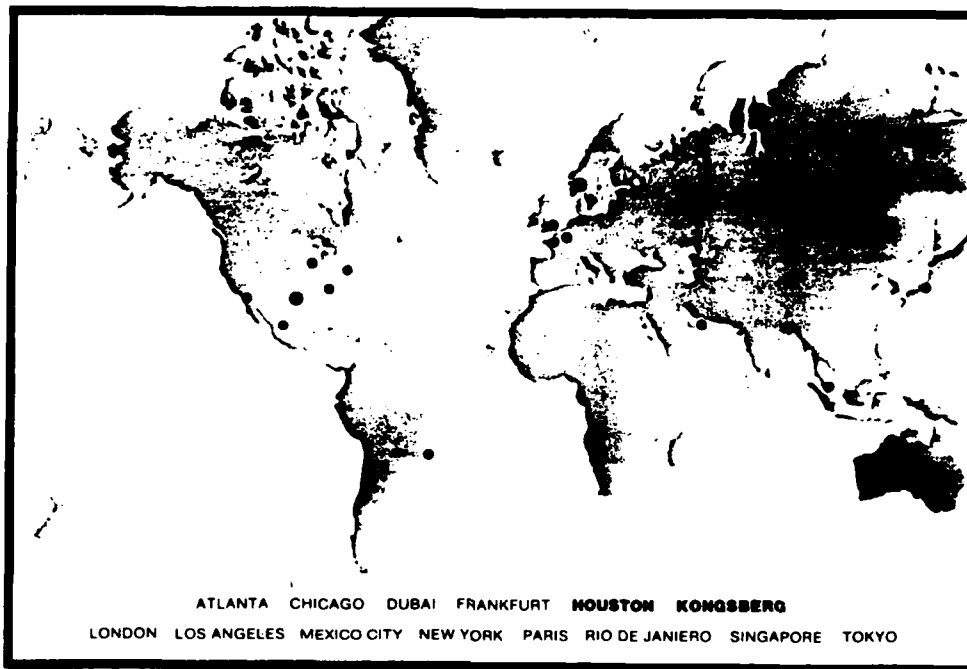 ATLANTA CHICAGO DUBAI FRANKFURT HOUSTON KONGSBERG
LONDON LOS ANGELES MEXICO CITY NEW YORK PARIS RIO DE JANIERO SINGAPORE TOKYO